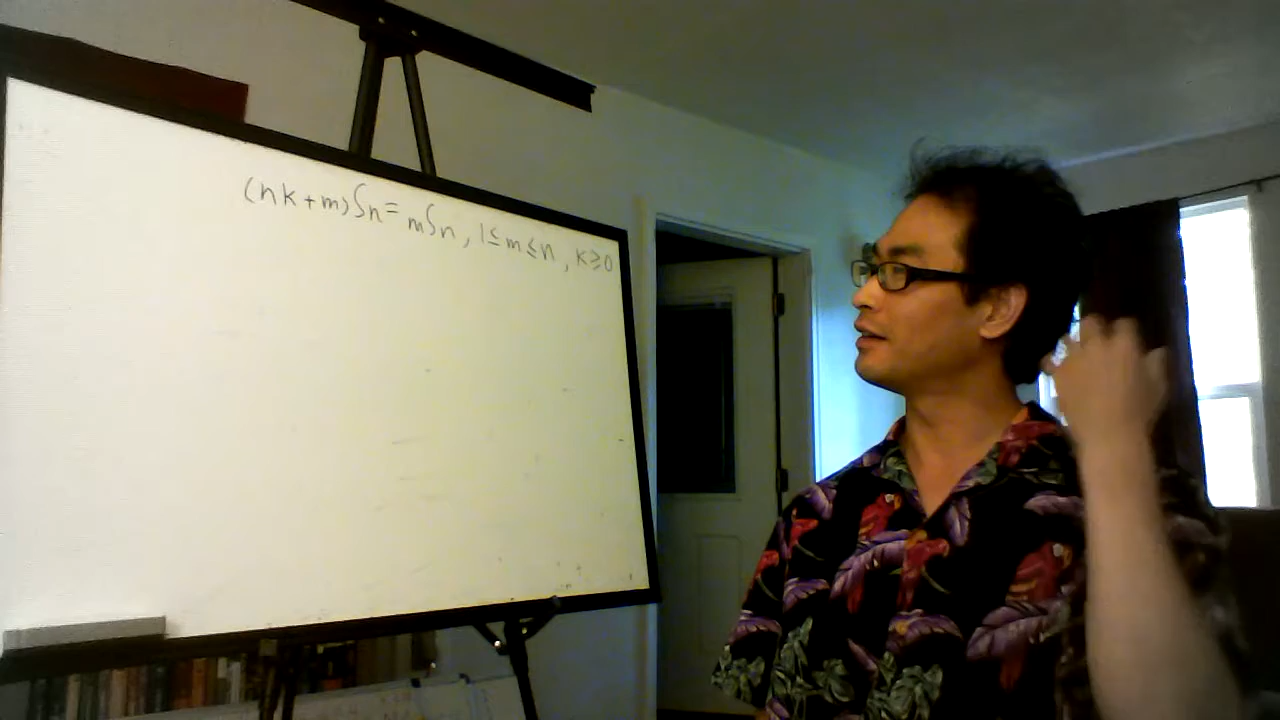 (nk+m)Sn = mSn, 1≤m≤n, k≥0